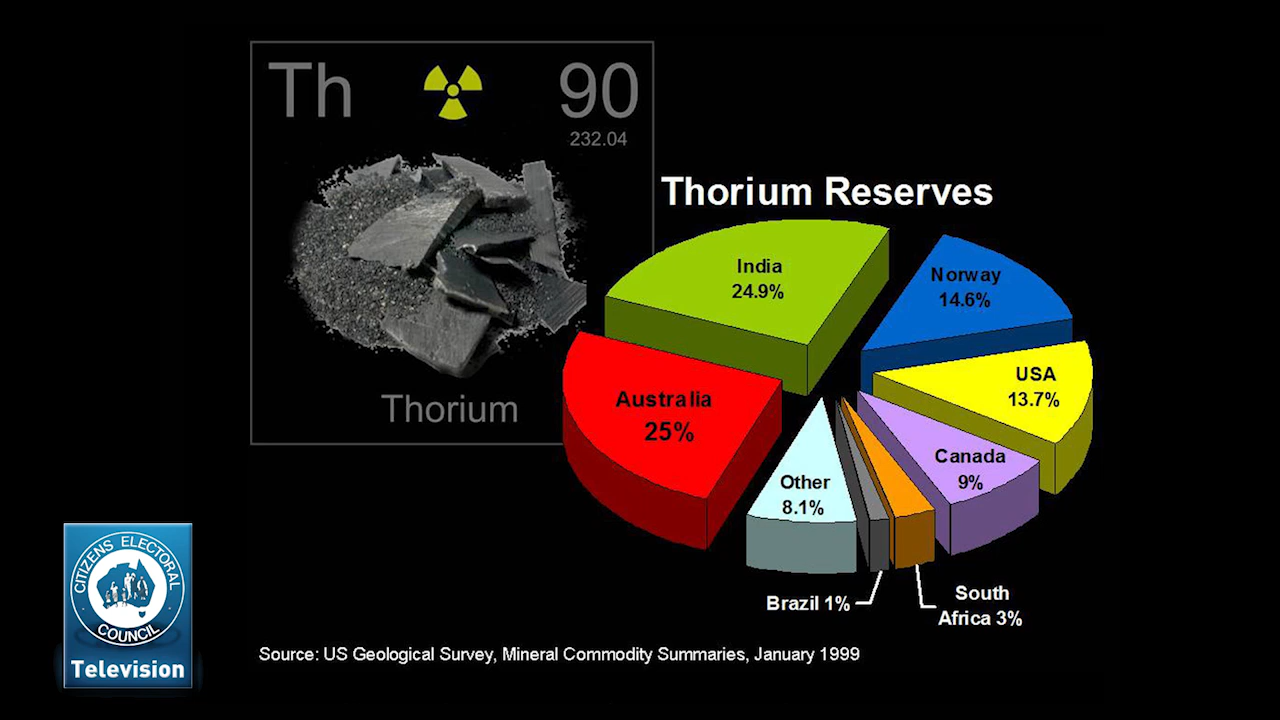 Th
90
232.04
Thorium
Thorium Reserves
India
24.9%
Norway
14.6%
USA
13.7%
Australia
25%
Canada
9%
Other
8.1%
Brazil 1%
South
Africa 3%
CITIZENS ELECTORAL
COUNCIL
Television
Source: US Geological Survey, Mineral Commodity Summaries, January 1999